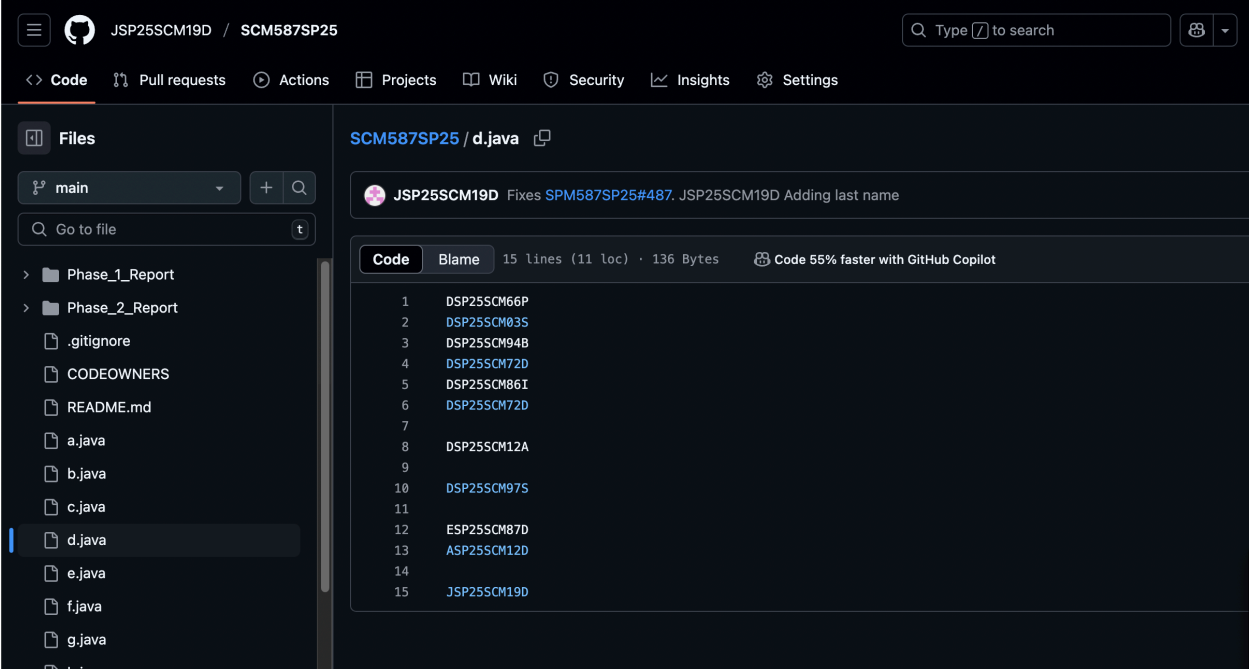 JSP25SCM19D / SCM587SP25
Type / to search
Code Pull requests Actions Projects Wiki Security Insights Settings
Files
main
Go to file t
Phase_1_Report
Phase_2_Report
.gitignore
CODEOWNERS
README.md
a.java
b.java
c.java
d.java
e.java
f.java
g.java
SCM587SP25 / d.java
JSP25SCM19D Fixes SPM587SP25#487. JSP25SCM19D Adding last name
Code Blame 15 lines (11 loc) · 136 Bytes Code 55% faster with GitHub Copilot
1 DSP25SCM66P
2 DSP25SCM03S
3 DSP25SCM94B
4 DSP25SCM72D
5 DSP25SCM86I
6 DSP25SCM72D
7
8 DSP25SCM12A
9
10 DSP25SCM97S
11
12 ESP25SCM87D
13 ASP25SCM12D
14
15 JSP25SCM19D